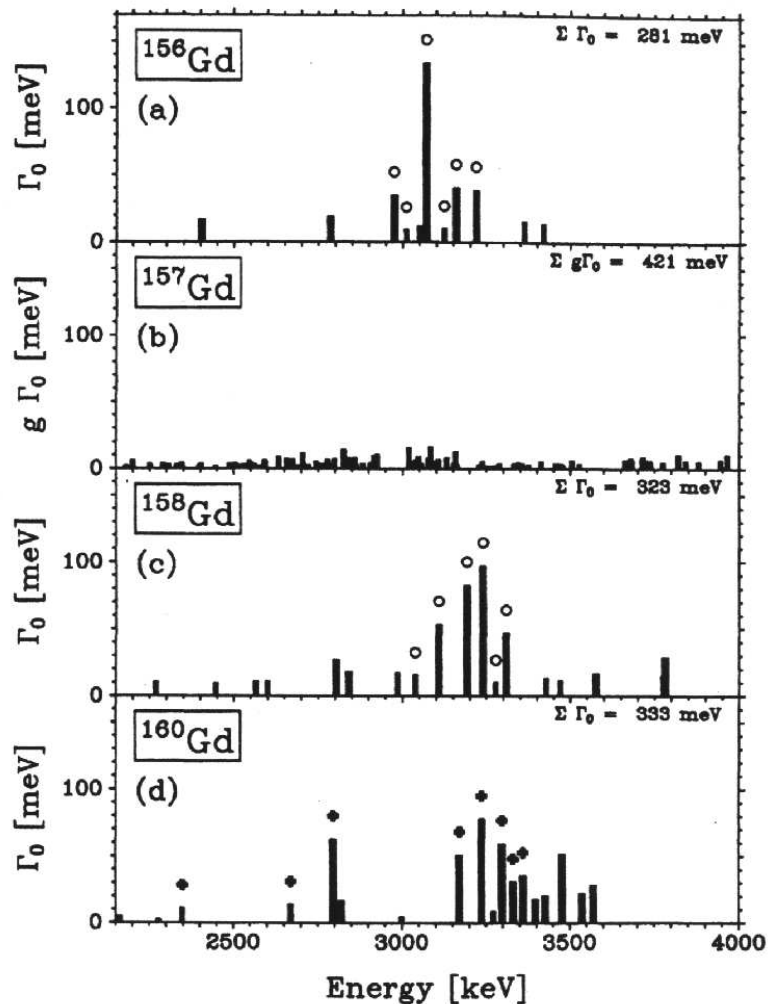 ¹⁵⁶Gd
Σ Γ₀ = 281 meV
(a)
Γ₀ [meV]
100
0
¹⁵⁷Gd
Σ gΓ₀ = 421 meV
(b)
g Γ₀ [meV]
100
0
¹⁵⁸Gd
Σ Γ₀ = 323 meV
(c)
Γ₀ [meV]
100
0
¹⁶⁰Gd
Σ Γ₀ = 333 meV
(d)
Γ₀ [meV]
100
0
2500 3000 3500 4000
Energy [keV]